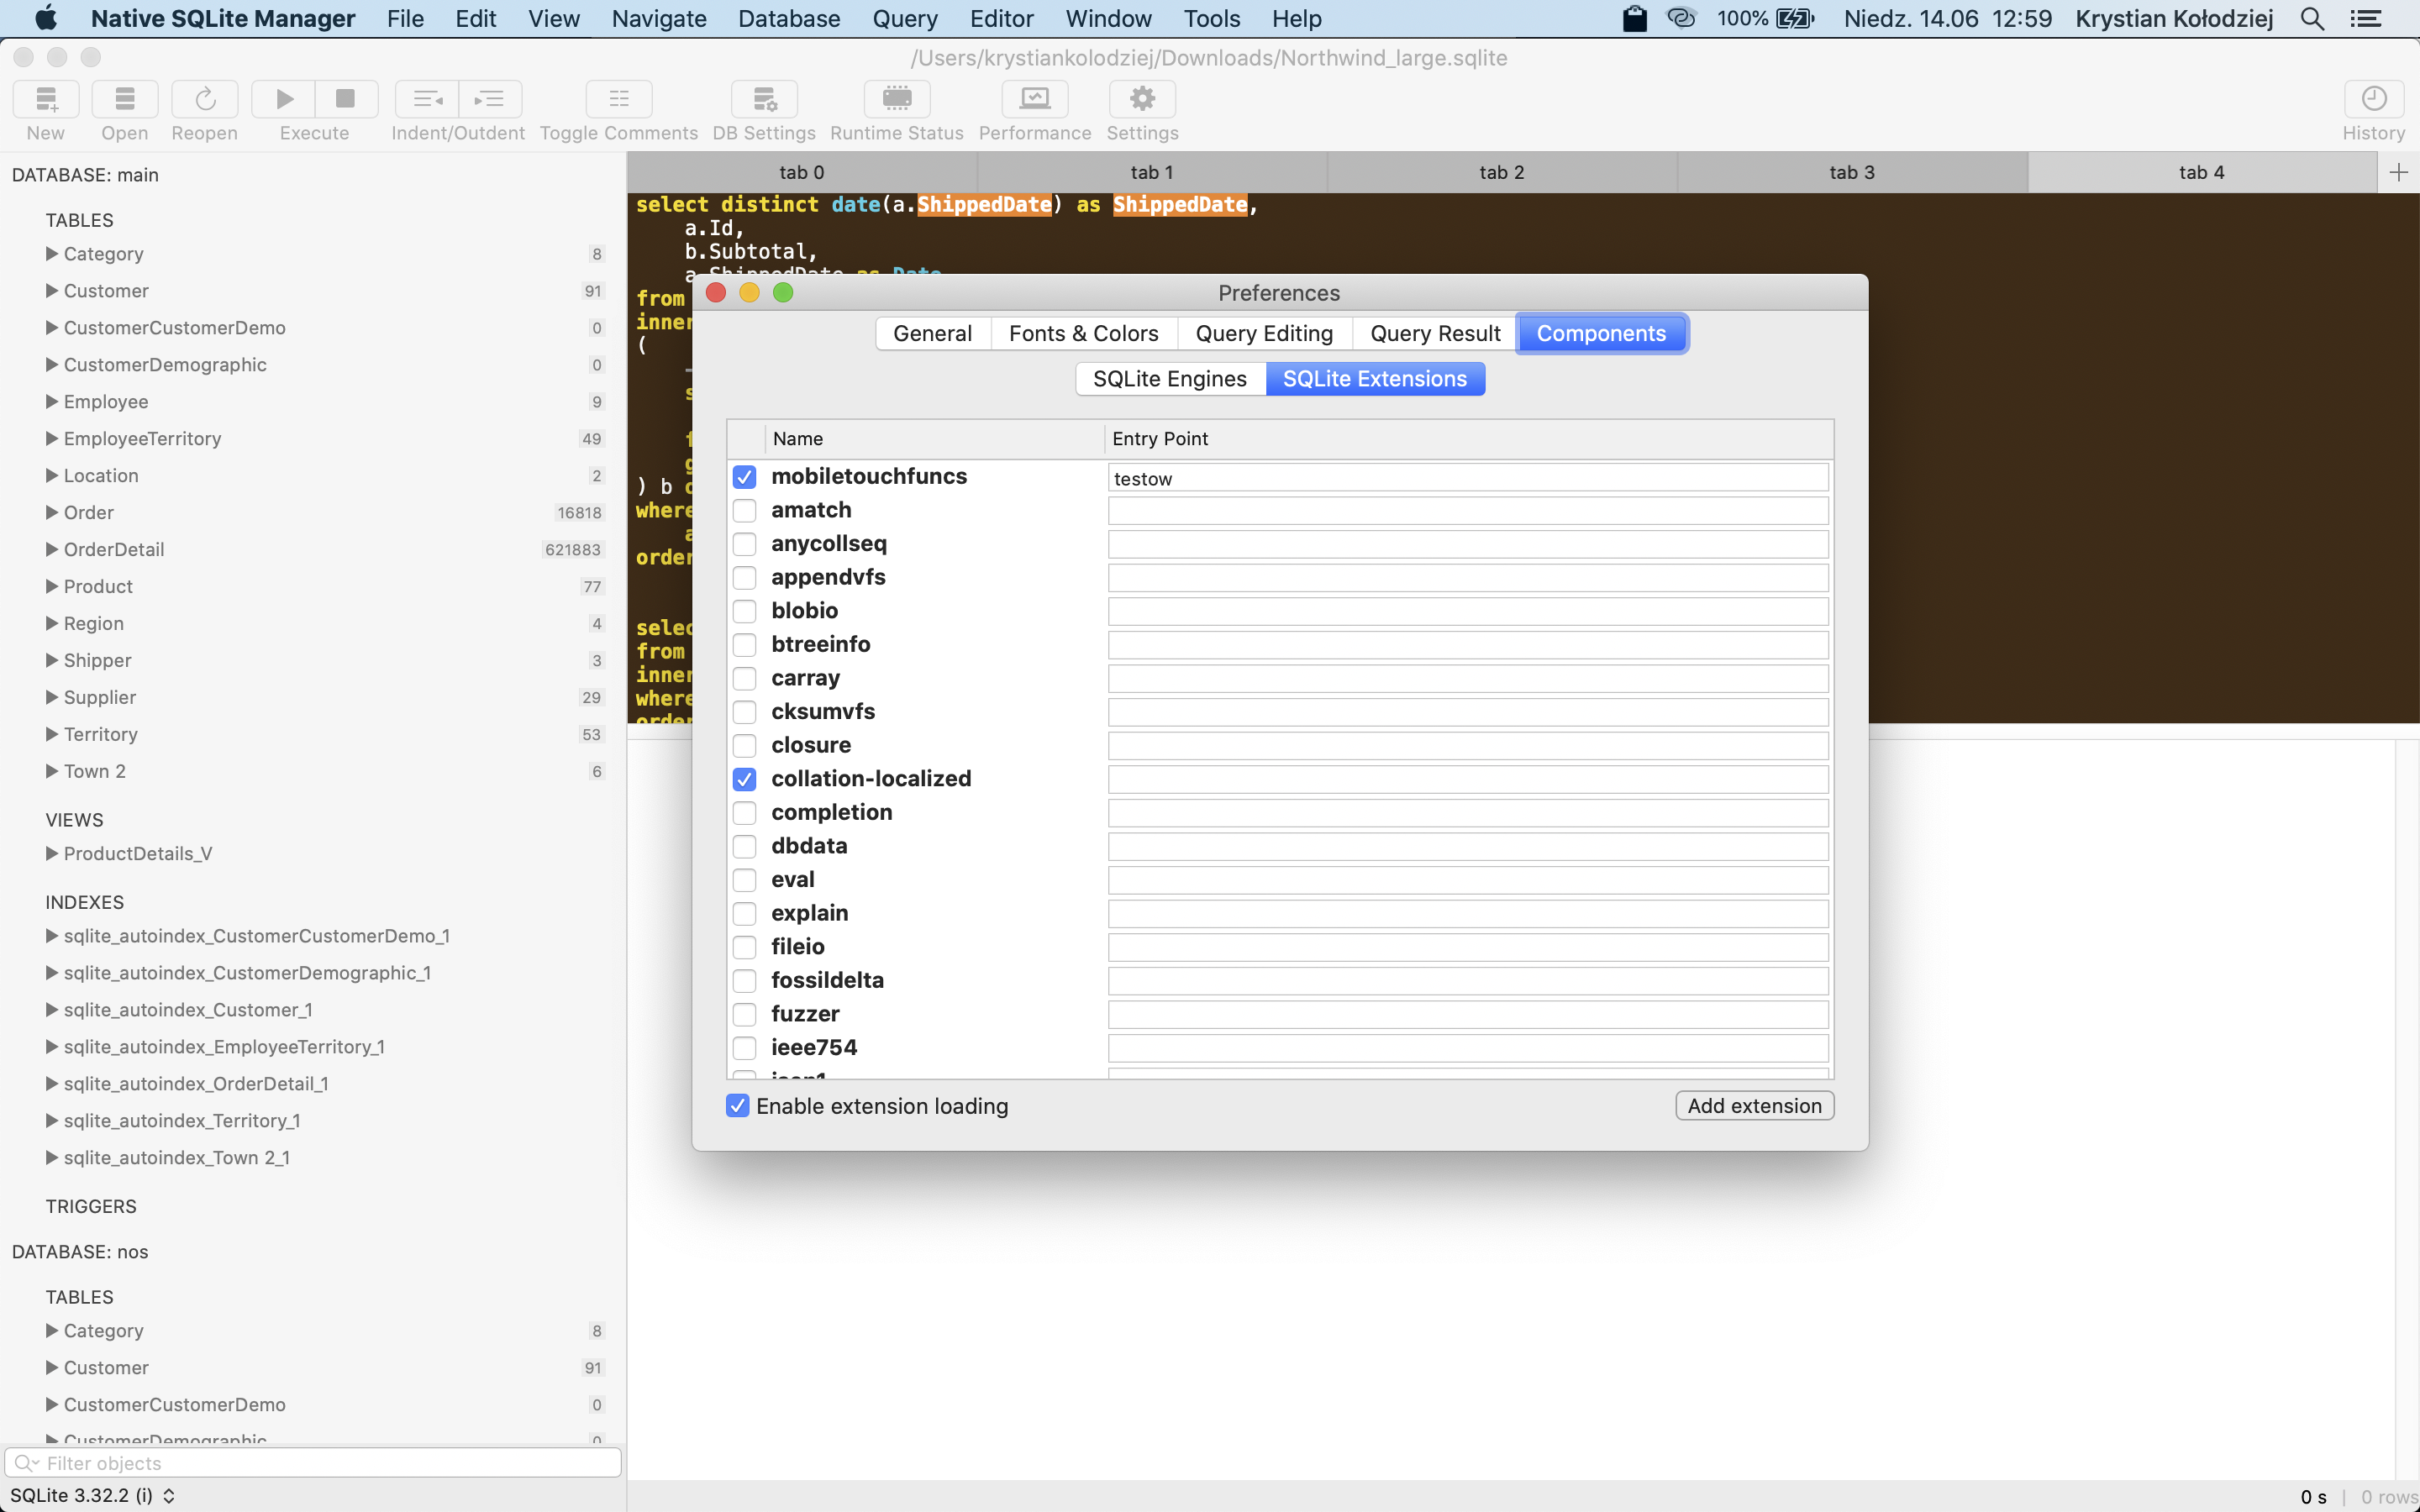 Native SQLite Manager File Edit View Navigate Database Query Editor Window Tools Help 100% Niedz. 14.06 12:59 Krystian Kołodziej
/Users/krystiankolodziej/Downloads/Northwind_large.sqlite
New Open Reopen Execute Indent/Outdent Toggle Comments DB Settings Runtime Status Performance Settings History
DATABASE: main
TABLES
Category 8
Customer 91
CustomerCustomerDemo 0
CustomerDemographic 0
Employee 9
EmployeeTerritory 49
Location 2
Order 16818
OrderDetail 621883
Product 77
Region 4
Shipper 3
Supplier 29
Territory 53
Town 2 6
VIEWS
ProductDetails_V
INDEXES
sqlite_autoindex_CustomerCustomerDemo_1
sqlite_autoindex_CustomerDemographic_1
sqlite_autoindex_Customer_1
sqlite_autoindex_EmployeeTerritory_1
sqlite_autoindex_OrderDetail_1
sqlite_autoindex_Territory_1
sqlite_autoindex_Town 2_1
TRIGGERS
DATABASE: nos
TABLES
Category 8
Customer 91
CustomerCustomerDemo 0
CustomerDemographic 0
Filter objects
SQLite 3.32.2 (i)
tab 0 tab 1 tab 2 tab 3 tab 4
select distinct date(a.ShippedDate) as ShippedDate,
a.Id,
b.Subtotal,
a.ShippedDate as Date
from
inner
(
) b
where
order
from
inner
where
order
Preferences
General Fonts & Colors Query Editing Query Result Components
SQLite Engines SQLite Extensions
Name Entry Point
mobiletouchfuncs testow
amatch
anycollseq
appendvfs
blobio
btreeinfo
carray
cksumvfs
closure
collation-localized
completion
dbdata
eval
explain
fileio
fossildelta
fuzzer
ieee754
json1
Enable extension loading Add extension
0 s | 0 rows